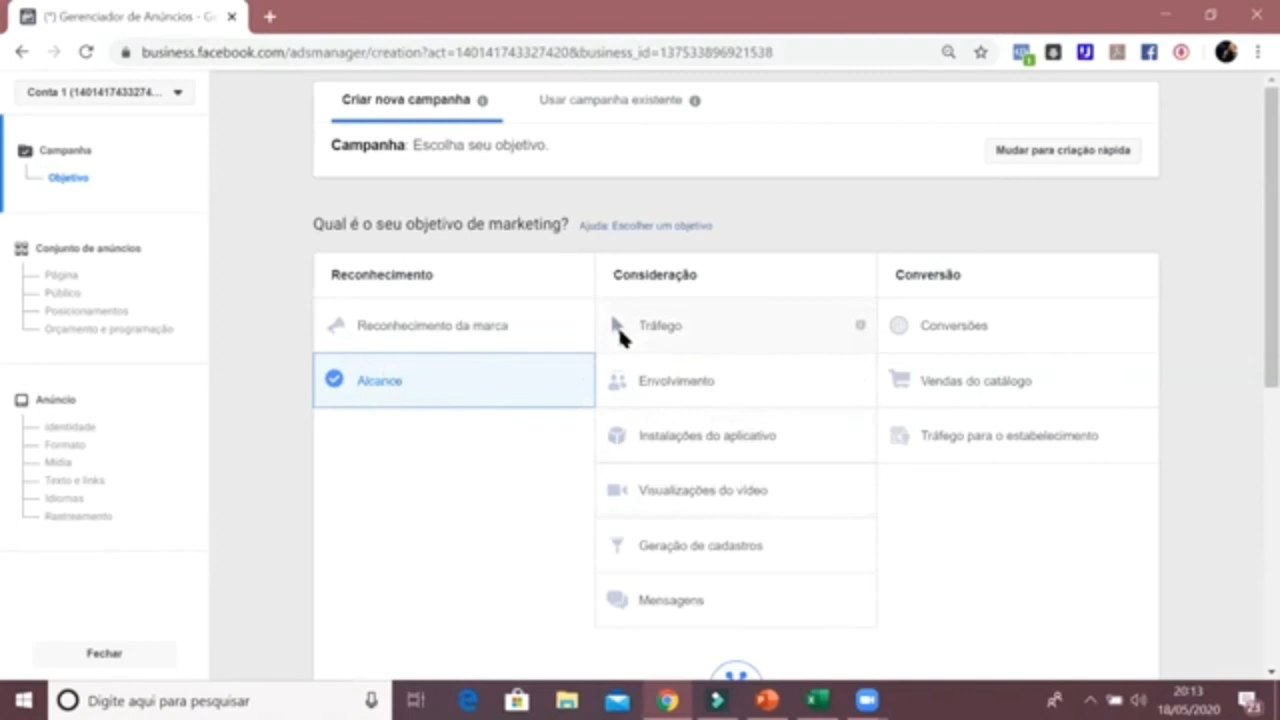 (*) Gerenciador de Anúncios - G
business.facebook.com/adsmanager/creation?act=140141743327420&business_id=137533896921538
Conta 1 (1401417433274...
Campanha
Objetivo
Conjunto de anúncios
Página
Público
Posicionamentos
Orçamento e programação
Anúncio
Identidade
Formato
Mídia
Texto e links
Idiomas
Rastreamento
Fechar
Criar nova campanha
Usar campanha existente
Campanha: Escolha seu objetivo.
Mudar para criação rápida
Qual é o seu objetivo de marketing? Ajuda: Escolher um objetivo
Reconhecimento
Consideração
Conversão
Reconhecimento da marca
Tráfego
Conversões
Alcance
Envolvimento
Vendas do catálogo
Instalações do aplicativo
Tráfego para o estabelecimento
Visualizações do vídeo
Geração de cadastros
Mensagens
Digite aqui para pesquisar
20:13
18/05/2020
23